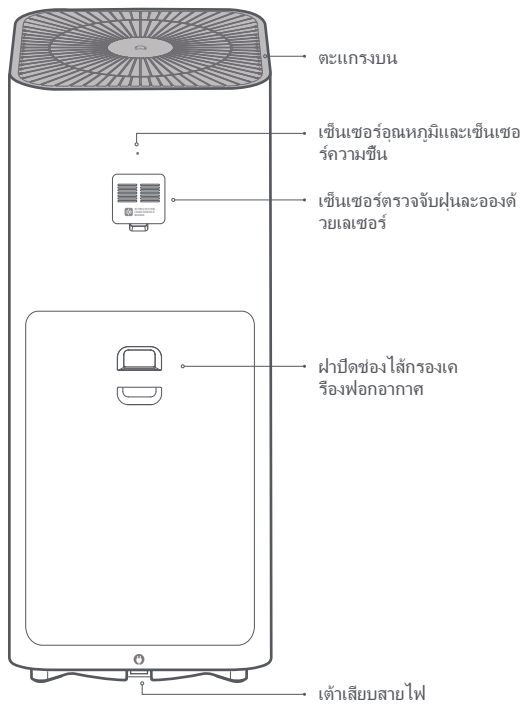 ตะแกรงบน
เซ็นเซอร์อุณหภูมิและเซ็นเซอ
ร์ความชื้น
เซ็นเซอร์ตรวจจับฝุ่นละอองด้
วยเลเซอร์
ฝาปิดช่องไส้กรองเค
รื่องฟอกอากาศ
เต้าเสียบสายไฟ